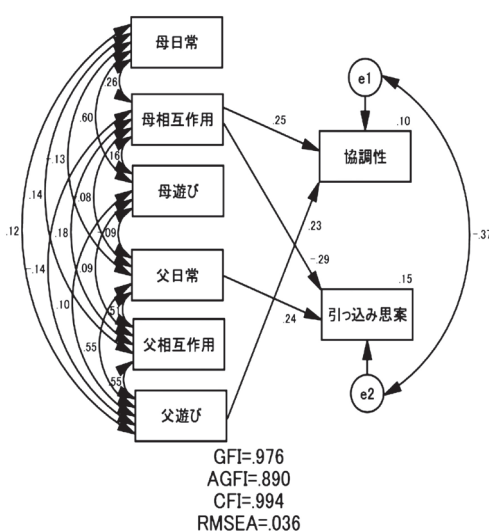 母日常
.26
母相互作用
.60
-.13
.16
.14
母遊び
.08
.12
.18
-.09
父日常
-.14
.09
.10
.55
父相互作用
.55
父遊び
.25
.23
-.29
.24
e1
.10
協調性
-.37
.15
引っ込み思案
e2
GFI=.976
AGFI=.890
CFI=.994
RMSEA=.036